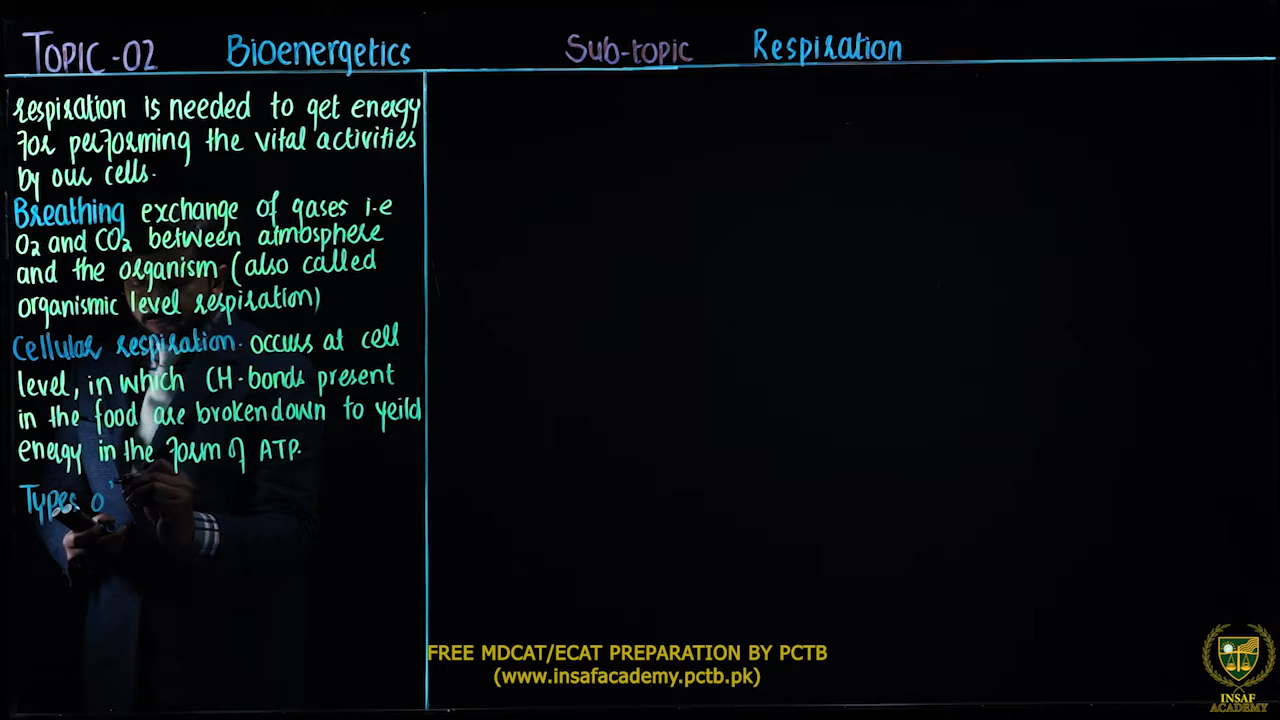 TOPIC-02 Bioenergetics Sub-topic Respiration
respiration is needed to get energy
for performing the vital activities
by our cells.
Breathing exchange of gases i.e
O₂ and CO₂ between atmosphere
and the organism (also called
organismic level respiration)
Cellular respiration. occurs at cell
level, in which CH-bonds present
in the food are brokendown to yeild
energy in the form of ATP.
Types o
FREE MDCAT/ECAT PREPARATION BY PCTB
(www.insafacademy.pctb.pk)
INSAF
ACADEMY